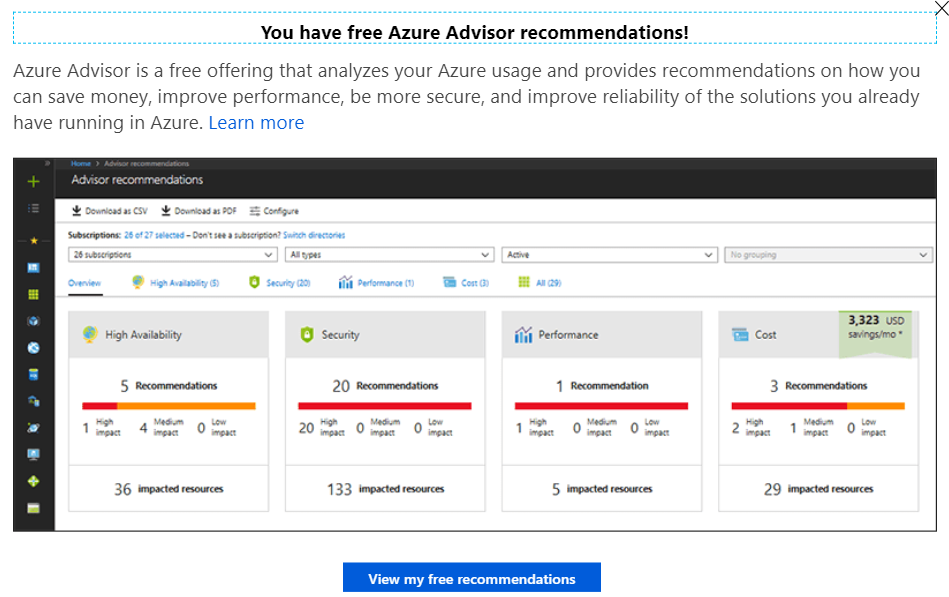 You have free Azure Advisor recommendations!
Azure Advisor is a free offering that analyzes your Azure usage and provides recommendations on how you
can save money, improve performance, be more secure, and improve reliability of the solutions you already
have running in Azure. Learn more
Home > Advisor recommendations
Advisor recommendations
Download as CSV Download as PDF Configure
Subscriptions: 26 of 27 selected – Don't see a subscription? Switch directories
26 subscriptions All types Active No grouping
Overview High Availability (5) Security (20) Performance (1) Cost (3) All (29)
High Availability
5 Recommendations
1 High impact 4 Medium impact 0 Low impact
36 impacted resources
Security
20 Recommendations
20 High impact 0 Medium impact 0 Low impact
133 impacted resources
Performance
1 Recommendation
1 High impact 0 Medium impact 0 Low impact
5 impacted resources
Cost
3,323 USD
savings/mo *
3 Recommendations
2 High impact 1 Medium impact 0 Low impact
29 impacted resources
View my free recommendations